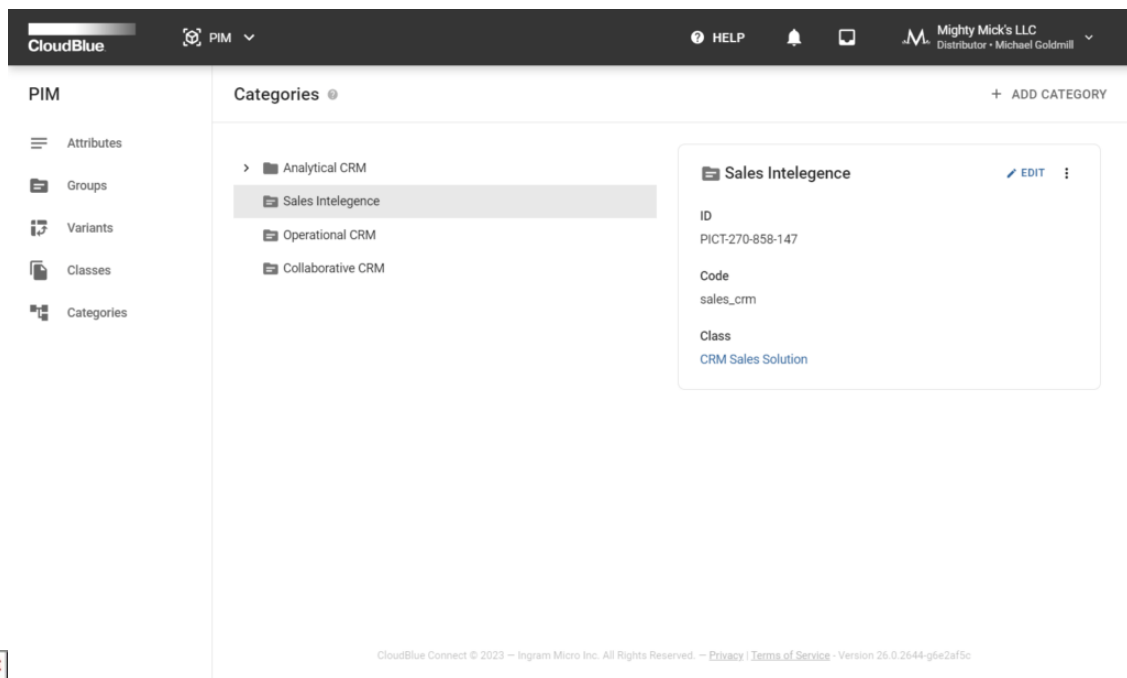 CloudBlue
PIM
HELP
Mighty Mick's LLC
Distributor • Michael Goldmill
PIM
Attributes
Groups
Variants
Classes
Categories
Categories
+ ADD CATEGORY
Analytical CRM
Sales Intelegence
Operational CRM
Collaborative CRM
Sales Intelegence
EDIT
ID
PICT-270-858-147
Code
sales_crm
Class
CRM Sales Solution
CloudBlue Connect © 2023 — Ingram Micro Inc. All Rights Reserved. — Privacy | Terms of Service - Version 26.0.2644-g6e2af5c